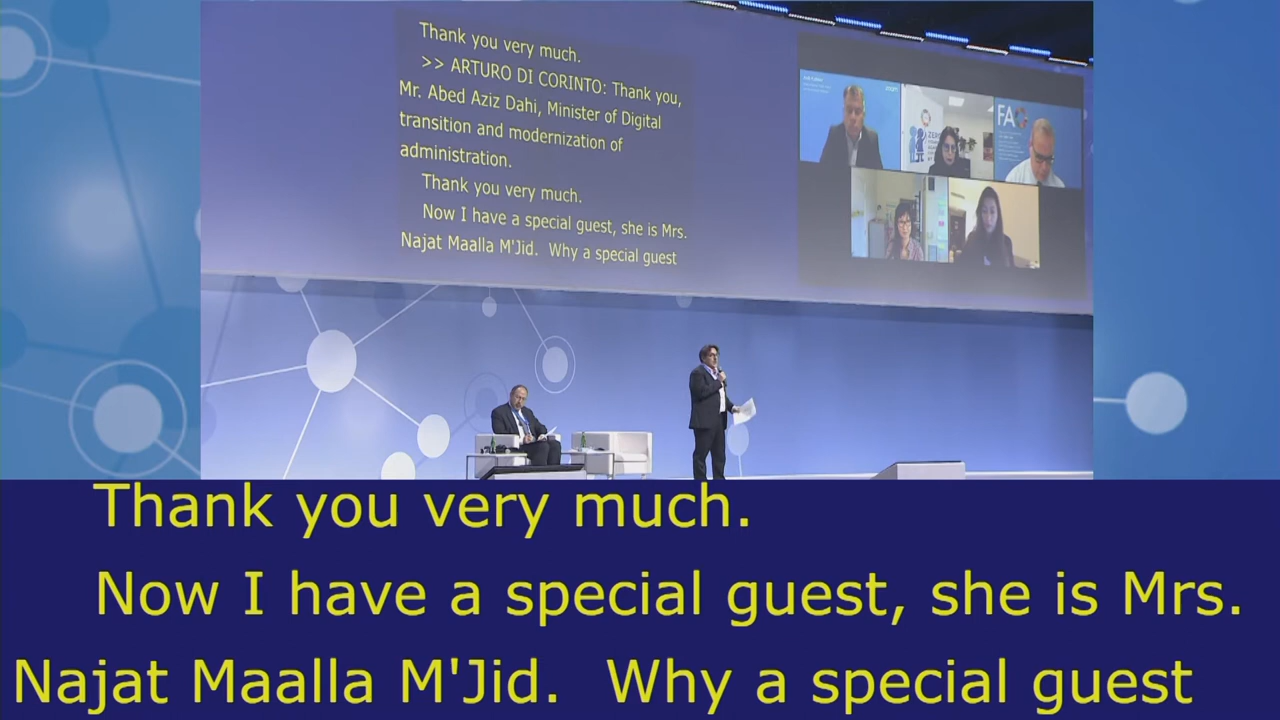 Thank you very much.
>> ARTURO DI CORINTO: Thank you,
Mr. Abed Aziz Dahi, Minister of Digital
transition and modernization of
administration.
Thank you very much.
Now I have a special guest, she is Mrs.
Najat Maalla M'Jid. Why a special guest
ZERO
FA
Thank you very much.
Now I have a special guest, she is Mrs.
Najat Maalla M'Jid. Why a special guest